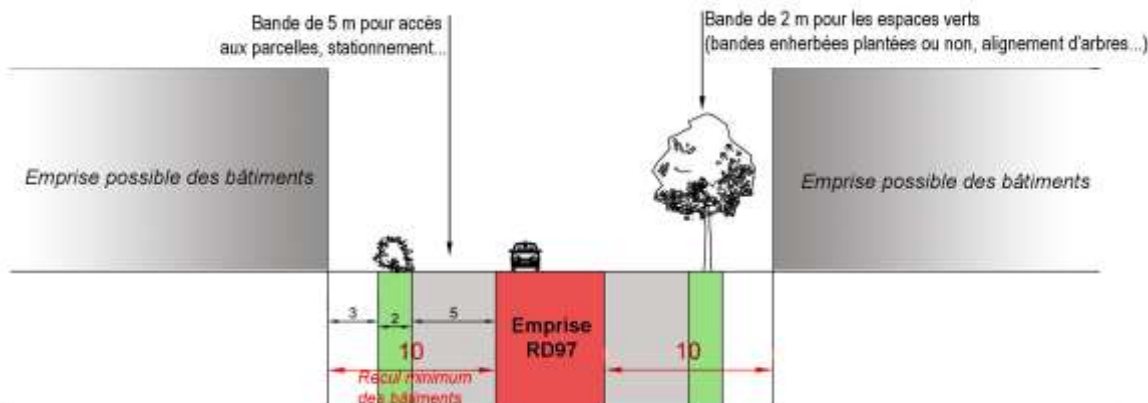 Bande de 5 m pour accès
aux parcelles, stationnement...
Bande de 2 m pour les espaces verts
(bandes enherbées plantées ou non, alignement d'arbres...)
Emprise possible des bâtiments
Emprise possible des bâtiments
3
2
5
Emprise
RD97
10
10
Recul minimum
des bâtiments